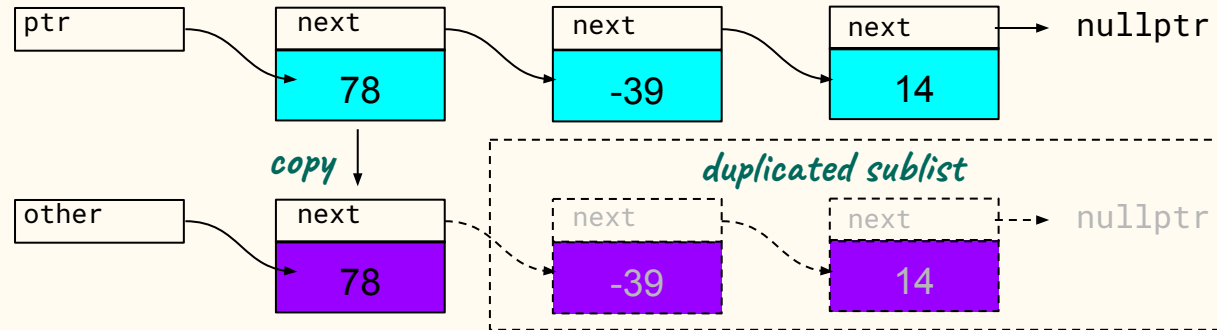 ptr
next
next
next
nullptr
78
-39
14
copy
duplicated sublist
other
next
next
next
nullptr
78
-39
14